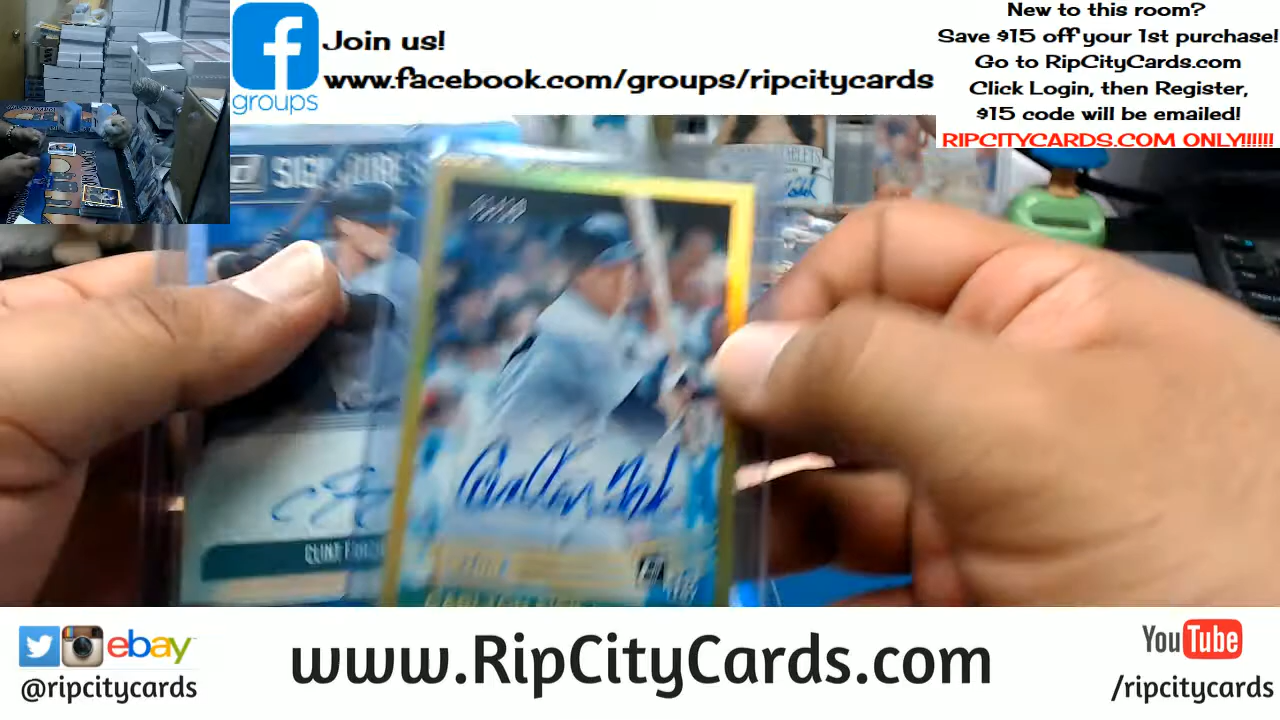 Join us!
www.facebook.com/groups/ripcitycards
groups
New to this room?
Save $15 off your 1st purchase!
Go to RipCityCards.com
Click Login, then Register,
$15 code will be emailed!
RIPCITYCARDS.COM ONLY!!!!!!
SIGNATURES
CLINT
ebay
@ripcitycards
www.RipCityCards.com
YouTube
/ripcitycards